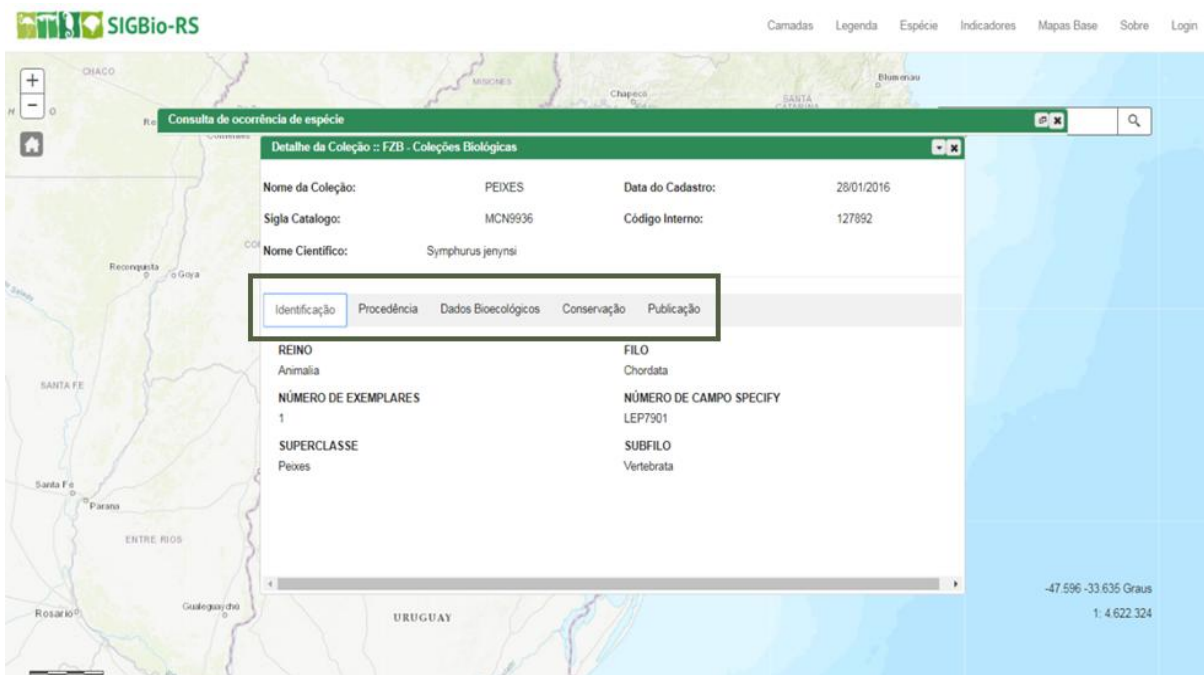 SIGBio-RS
Camadas Legenda Espécie Indicadores Mapas Base Sobre Login
CHACO
MISIONES
Chapecó
Blumenau
SANTA CATARINA
Consulta de ocorrência de espécie
Detalhe da Coleção :: FZB - Coleções Biológicas
Nome da Coleção: PEIXES Data do Cadastro: 28/01/2016
Sigla Catalogo: MCN9936 Código Interno: 127892
Nome Científico: Symphurus jenynsi
Reconquista
Goya
Identificação Procedência Dados Bioecológicos Conservação Publicação
REINO FILO
Animalia Chordata
SANTA FE
NÚMERO DE EXEMPLARES NÚMERO DE CAMPO SPECIFY
1 LEP7901
SUPERCLASSE SUBFILO
Peixes Vertebrata
Santa Fe
Parana
ENTRE RIOS
-47.596 -33.635 Graus
Rosario
Gualeguaychú
URUGUAY
1: 4.622.324